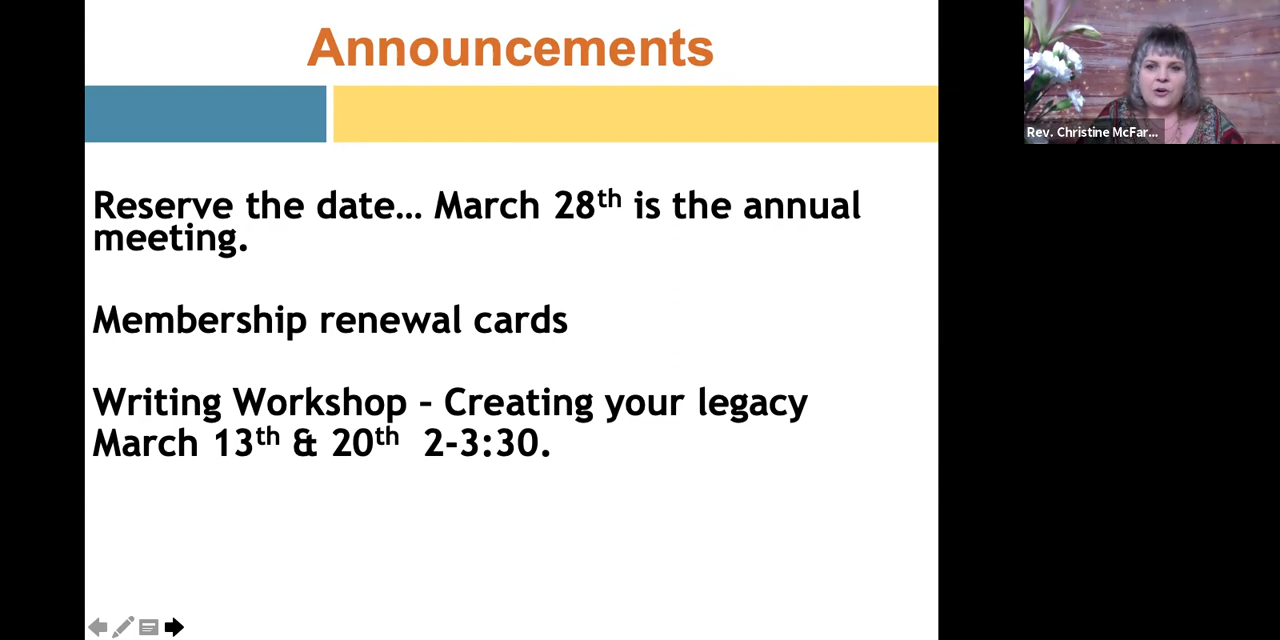 Announcements
Reserve the date... March 28th is the annual
meeting.
Membership renewal cards
Writing Workshop - Creating your legacy
March 13th & 20th 2-3:30.
Rev. Christine McFar...